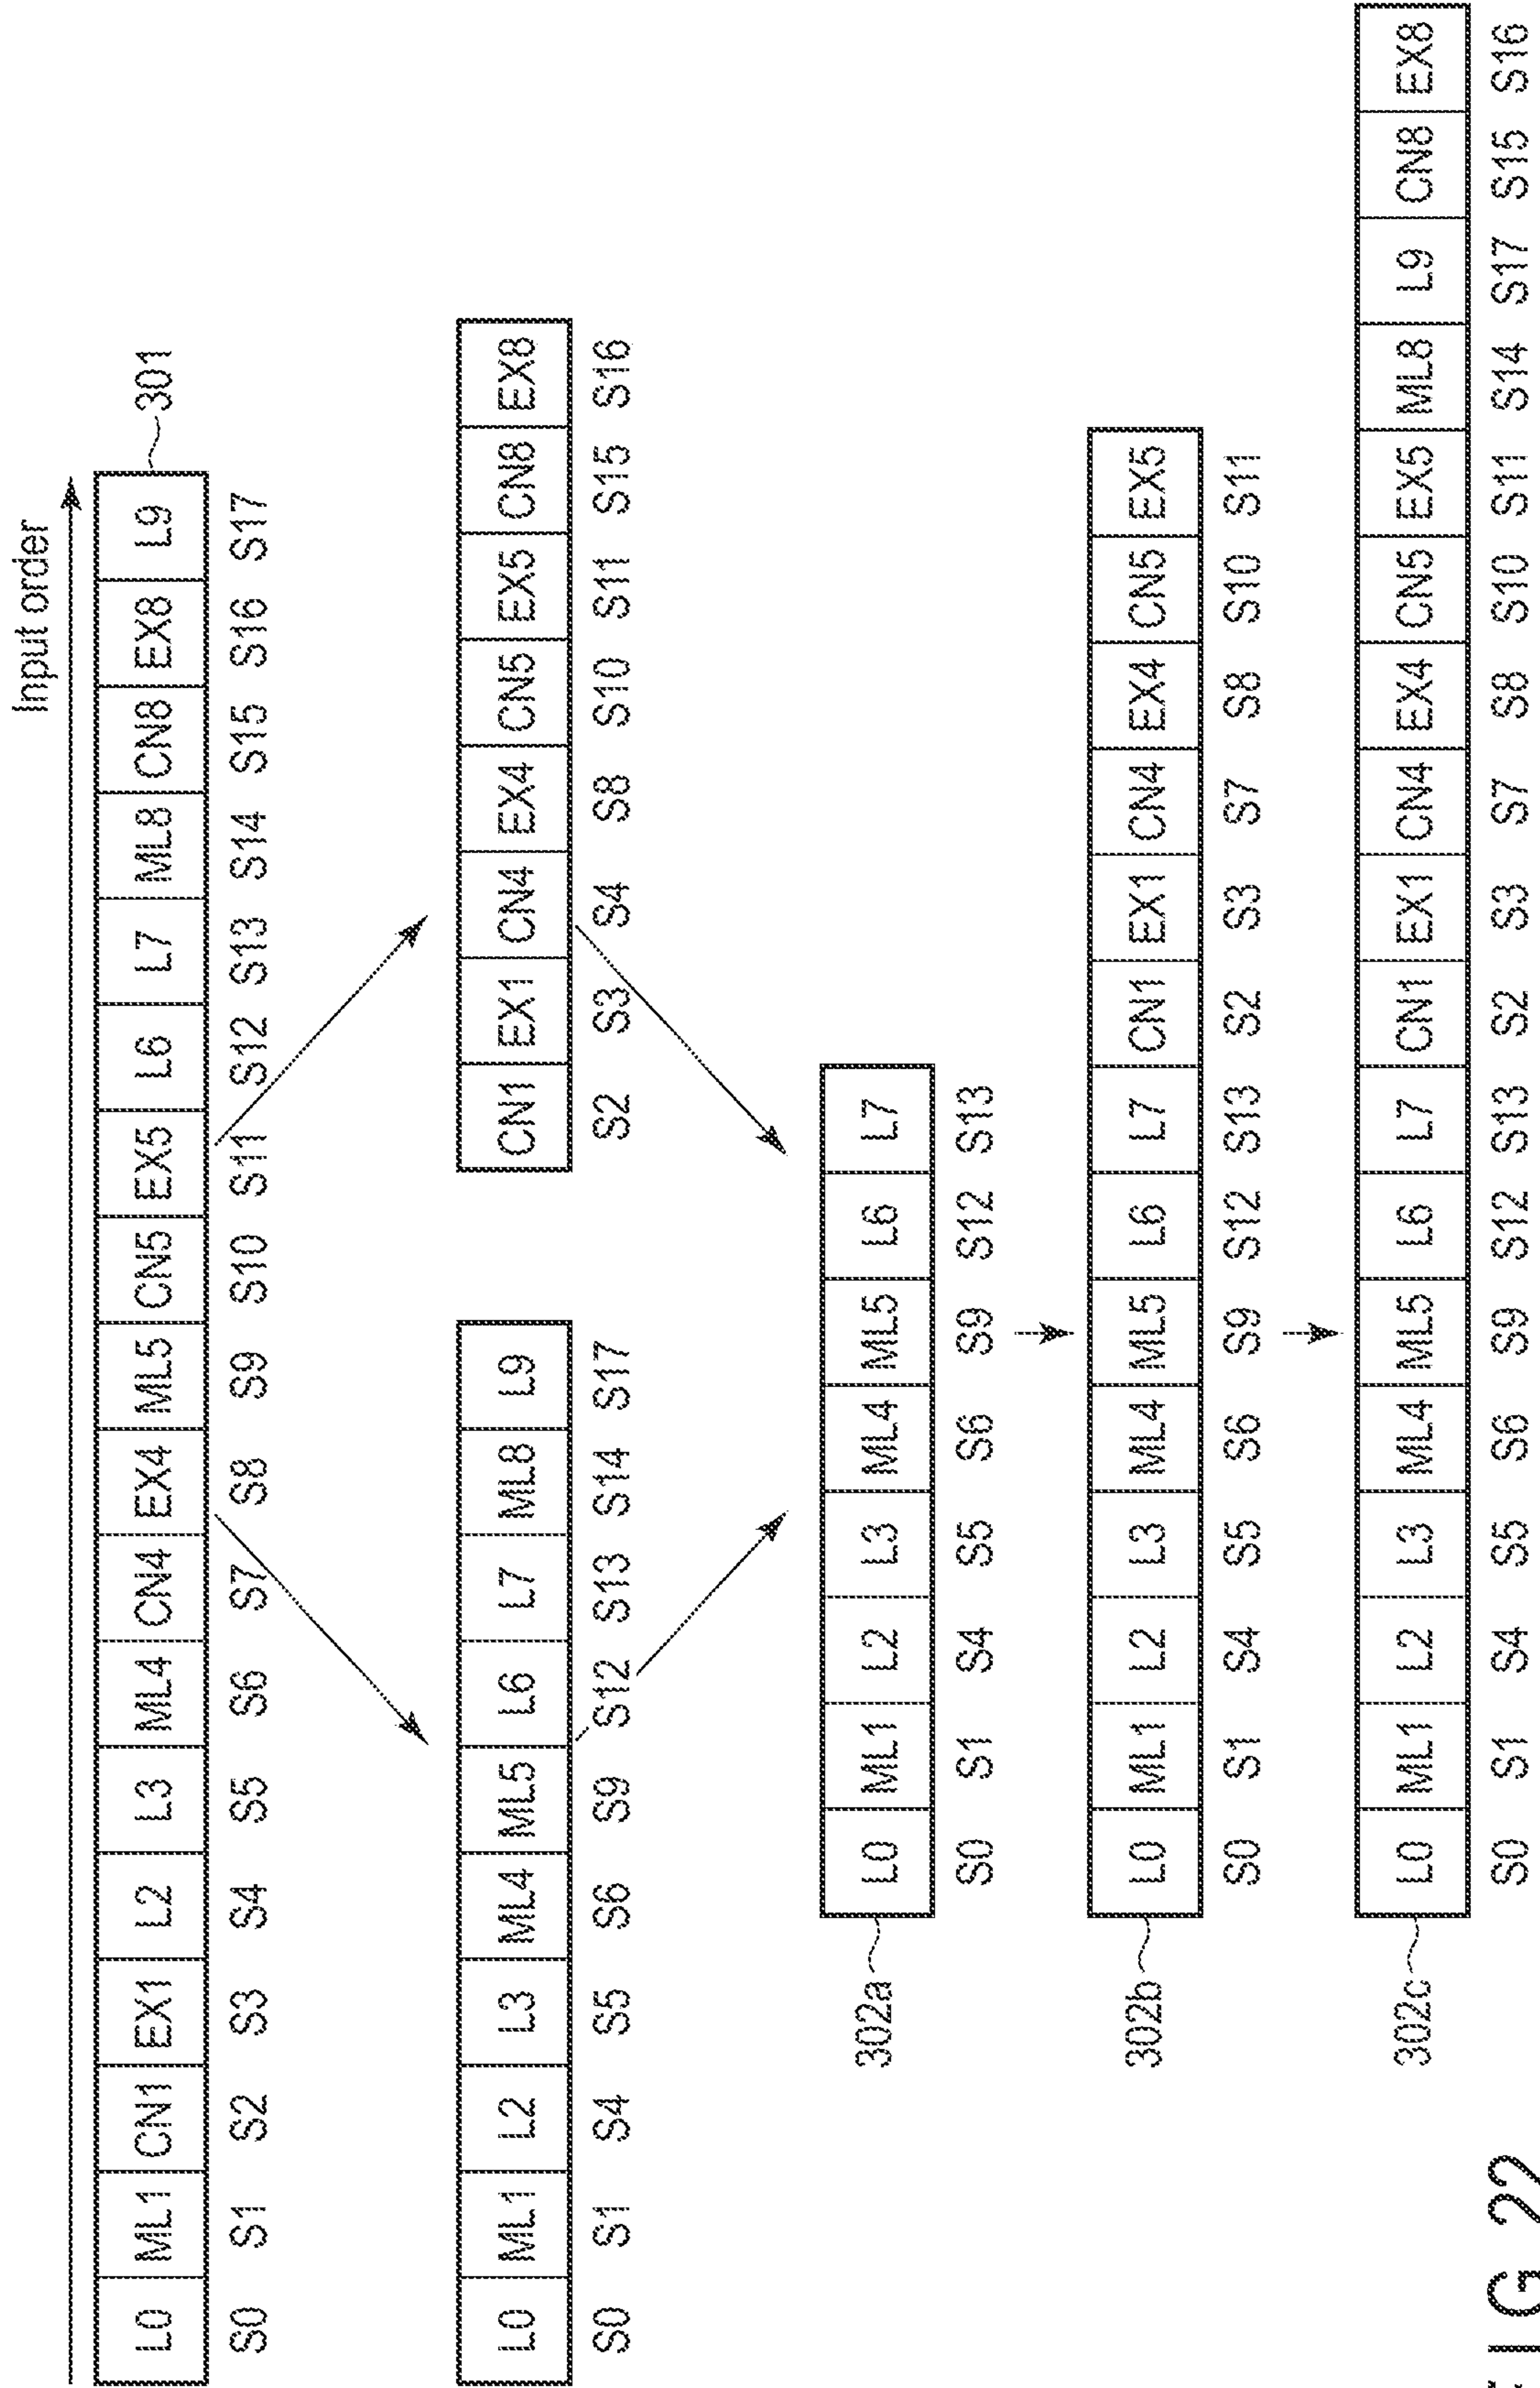 Input order
L0 ML1 CN1 EX1 L2 L3 ML4 CN4 EX4 ML5 CN5 EX5 L6 L7 ML8 CN8 EX8 L9 301
S0 S1 S2 S3 S4 S5 S6 S7 S8 S9 S10 S11 S12 S13 S14 S15 S16 S17
L0 ML1 L2 L3 ML4 ML5 L6 L7 ML8 L9
S0 S1 S4 S5 S6 S9 S12 S13 S14 S17
CN1 EX1 CN4 EX4 CN5 EX5 CN8 EX8
S2 S3 S4 S8 S10 S11 S15 S16
302a L0 ML1 L2 L3 ML4 ML5 L6 L7
S0 S1 S4 S5 S6 S9 S12 S13
302b L0 ML1 L2 L3 ML4 ML5 L6 L7 CN1 EX1 CN4 EX4 CN5 EX5
S0 S1 S4 S5 S6 S9 S12 S13 S2 S3 S7 S8 S10 S11
302c L0 ML1 L2 L3 ML4 ML5 L6 L7 CN1 EX1 CN4 EX4 CN5 EX5 ML8 L9 CN8 EX8
S0 S1 S4 S5 S6 S9 S12 S13 S2 S3 S7 S8 S10 S11 S14 S17 S15 S16
FIG 22